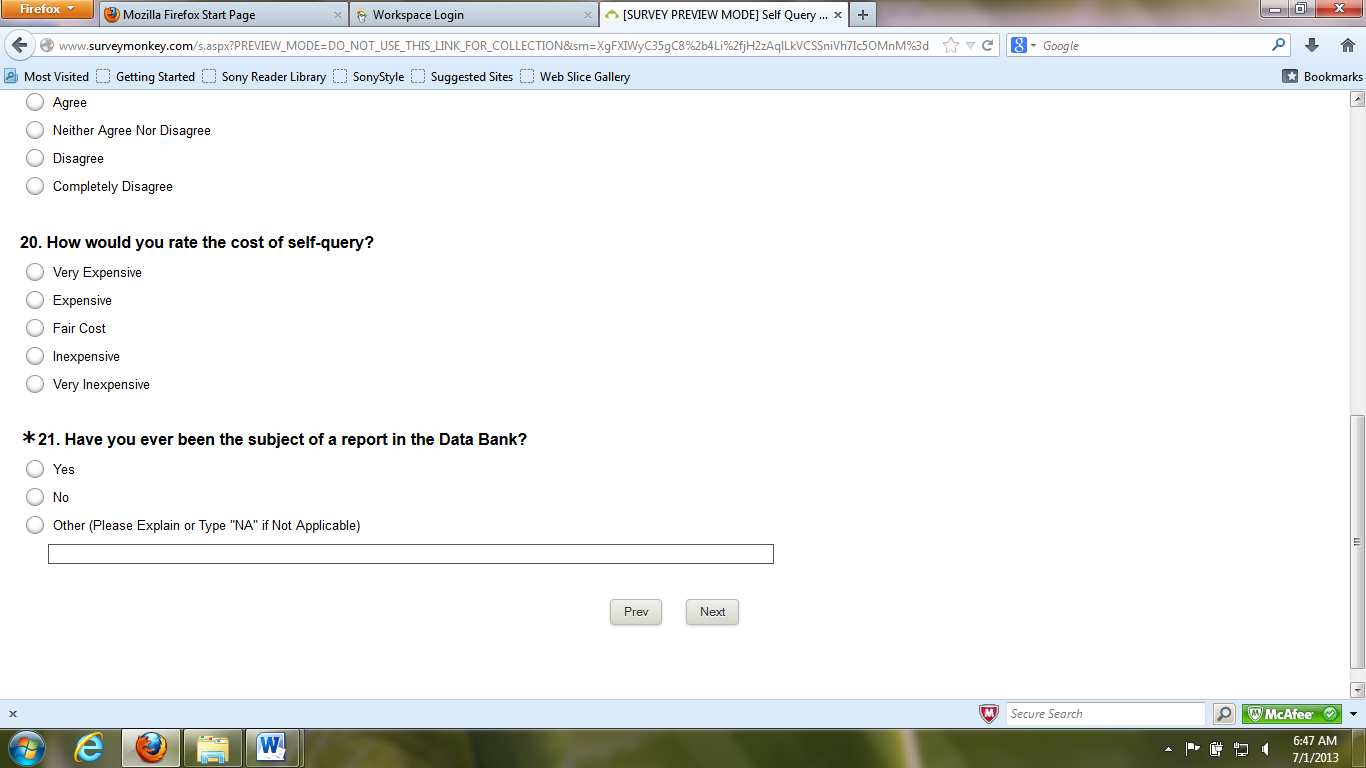 Firefox
Mozilla Firefox Start Page
Workspace Login
[SURVEY PREVIEW MODE] Self Query ...
www.surveymonkey.com/s.aspx?PREVIEW_MODE=DO_NOT_USE_THIS_LINK_FOR_COLLECTION&sm=XgFXIWyC35gC8%2b4Li%2fjH2zAqILkVCSSniVh7Ic5OMnM%3d
Google
Most Visited Getting Started Sony Reader Library SonyStyle Suggested Sites Web Slice Gallery Bookmarks
Agree
Neither Agree Nor Disagree
Disagree
Completely Disagree
20. How would you rate the cost of self-query?
Very Expensive
Expensive
Fair Cost
Inexpensive
Very Inexpensive
*21. Have you ever been the subject of a report in the Data Bank?
Yes
No
Other (Please Explain or Type "NA" if Not Applicable)
Prev Next
Secure Search
McAfee
6:47 AM
7/1/2013